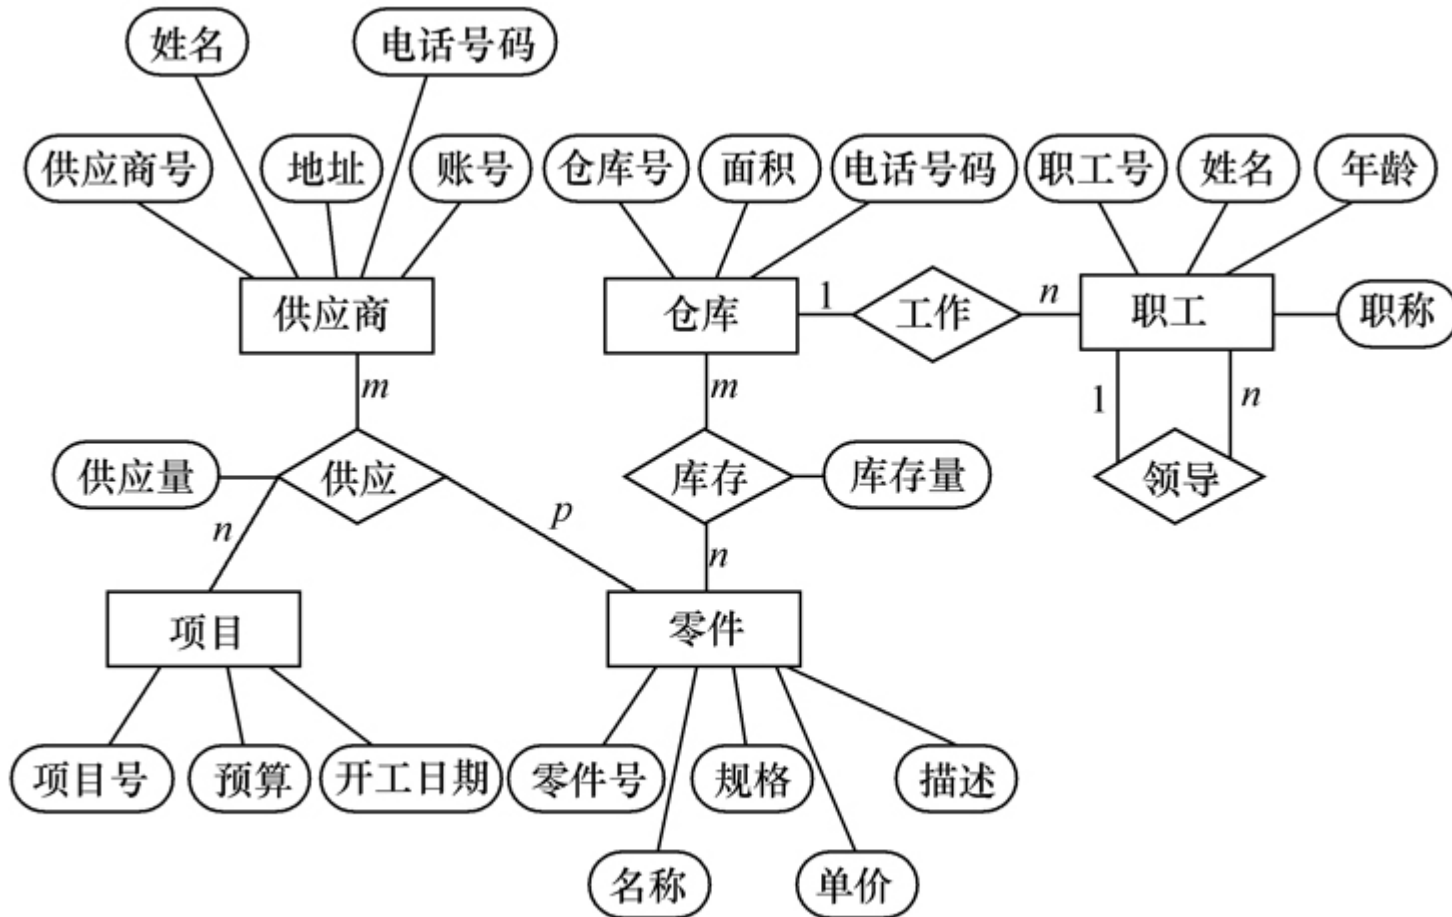 姓名 电话号码
供应商号 地址 账号 仓库号 面积 电话号码 职工号 姓名 年龄
供应商 仓库 1 工作 n 职工 职称
m m 1 n
供应量 供应 库存 库存量 领导
n p n
项目 零件
项目号 预算 开工日期 零件号 规格 描述
名称 单价